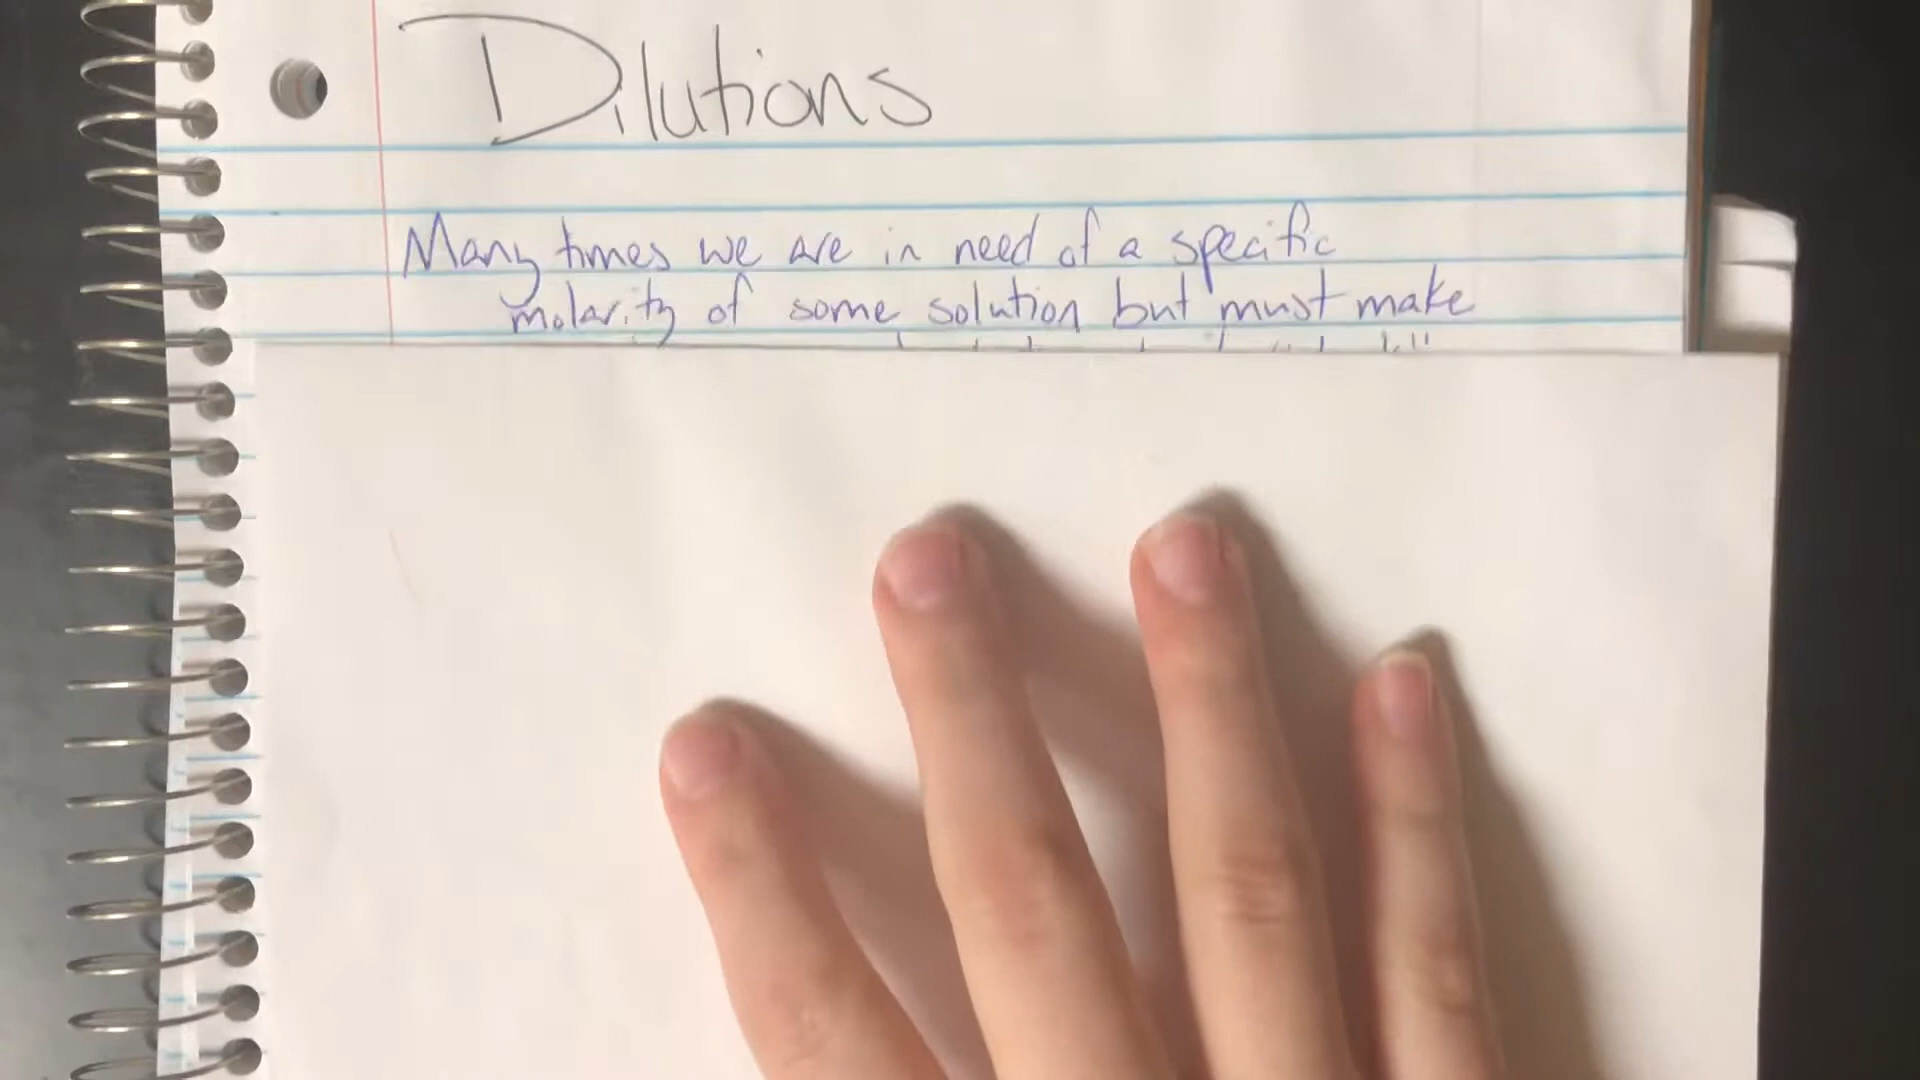 Dilutions
Many times we are in need of a specific
molarity of some solution but must make